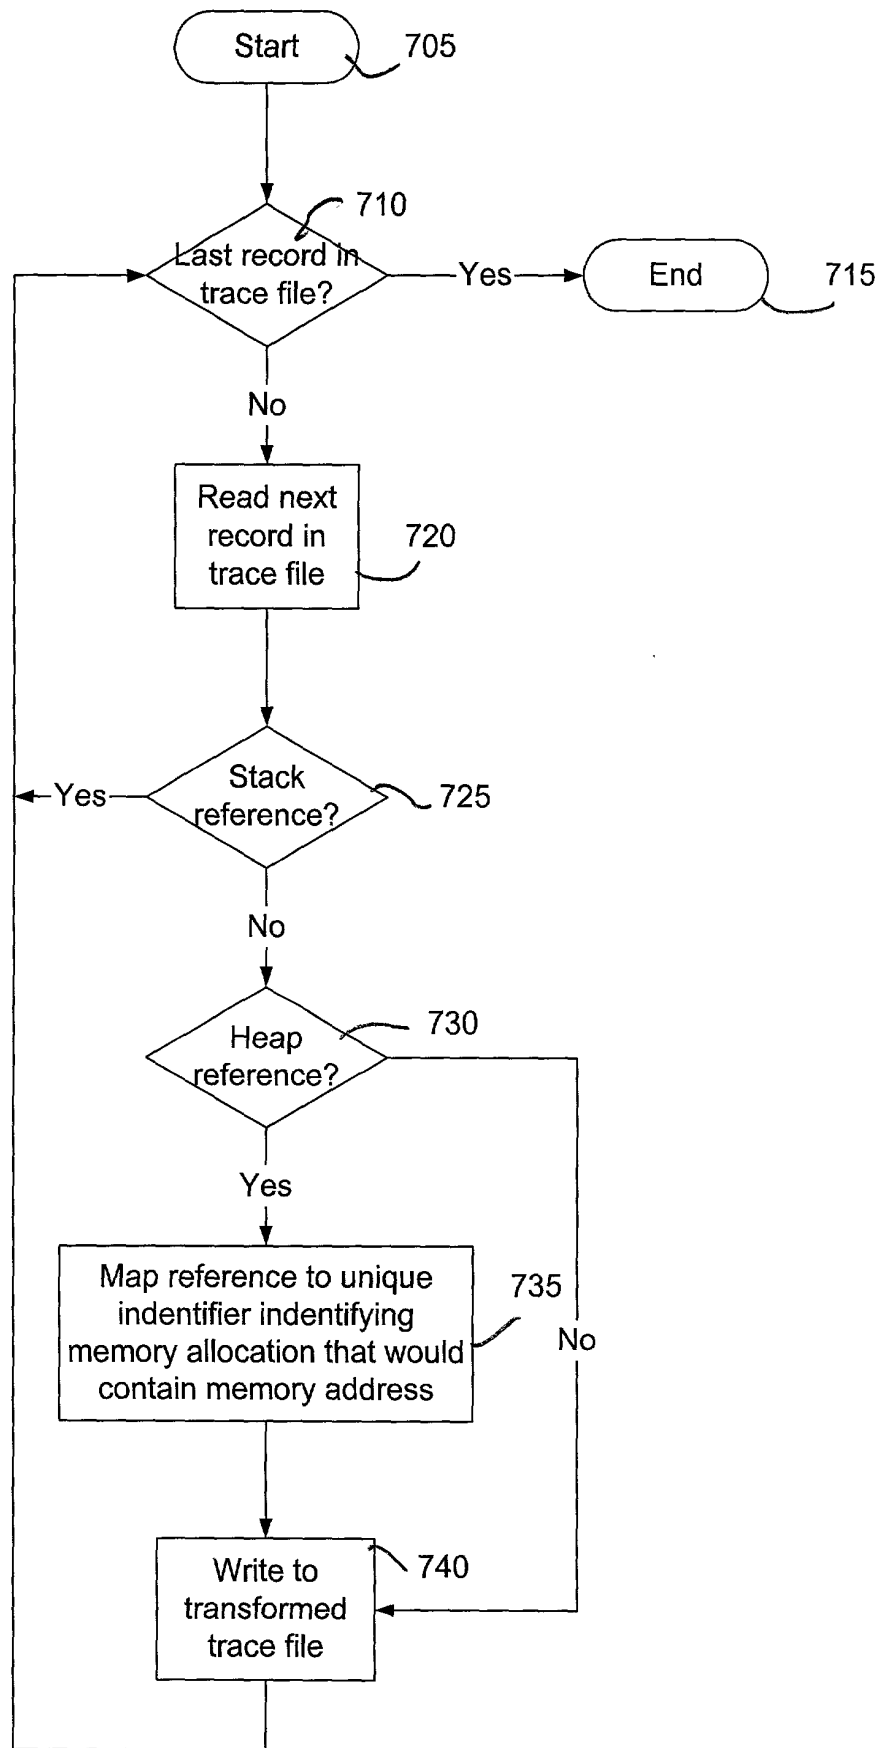 Start
705
710
Last record in
trace file?
Yes
End
715
No
Read next
record in
trace file
720
Stack
reference?
Yes
725
No
Heap
reference?
730
Yes
Map reference to unique
indentifier indentifying
memory allocation that would
contain memory address
735
No
Write to
transformed
trace file
740